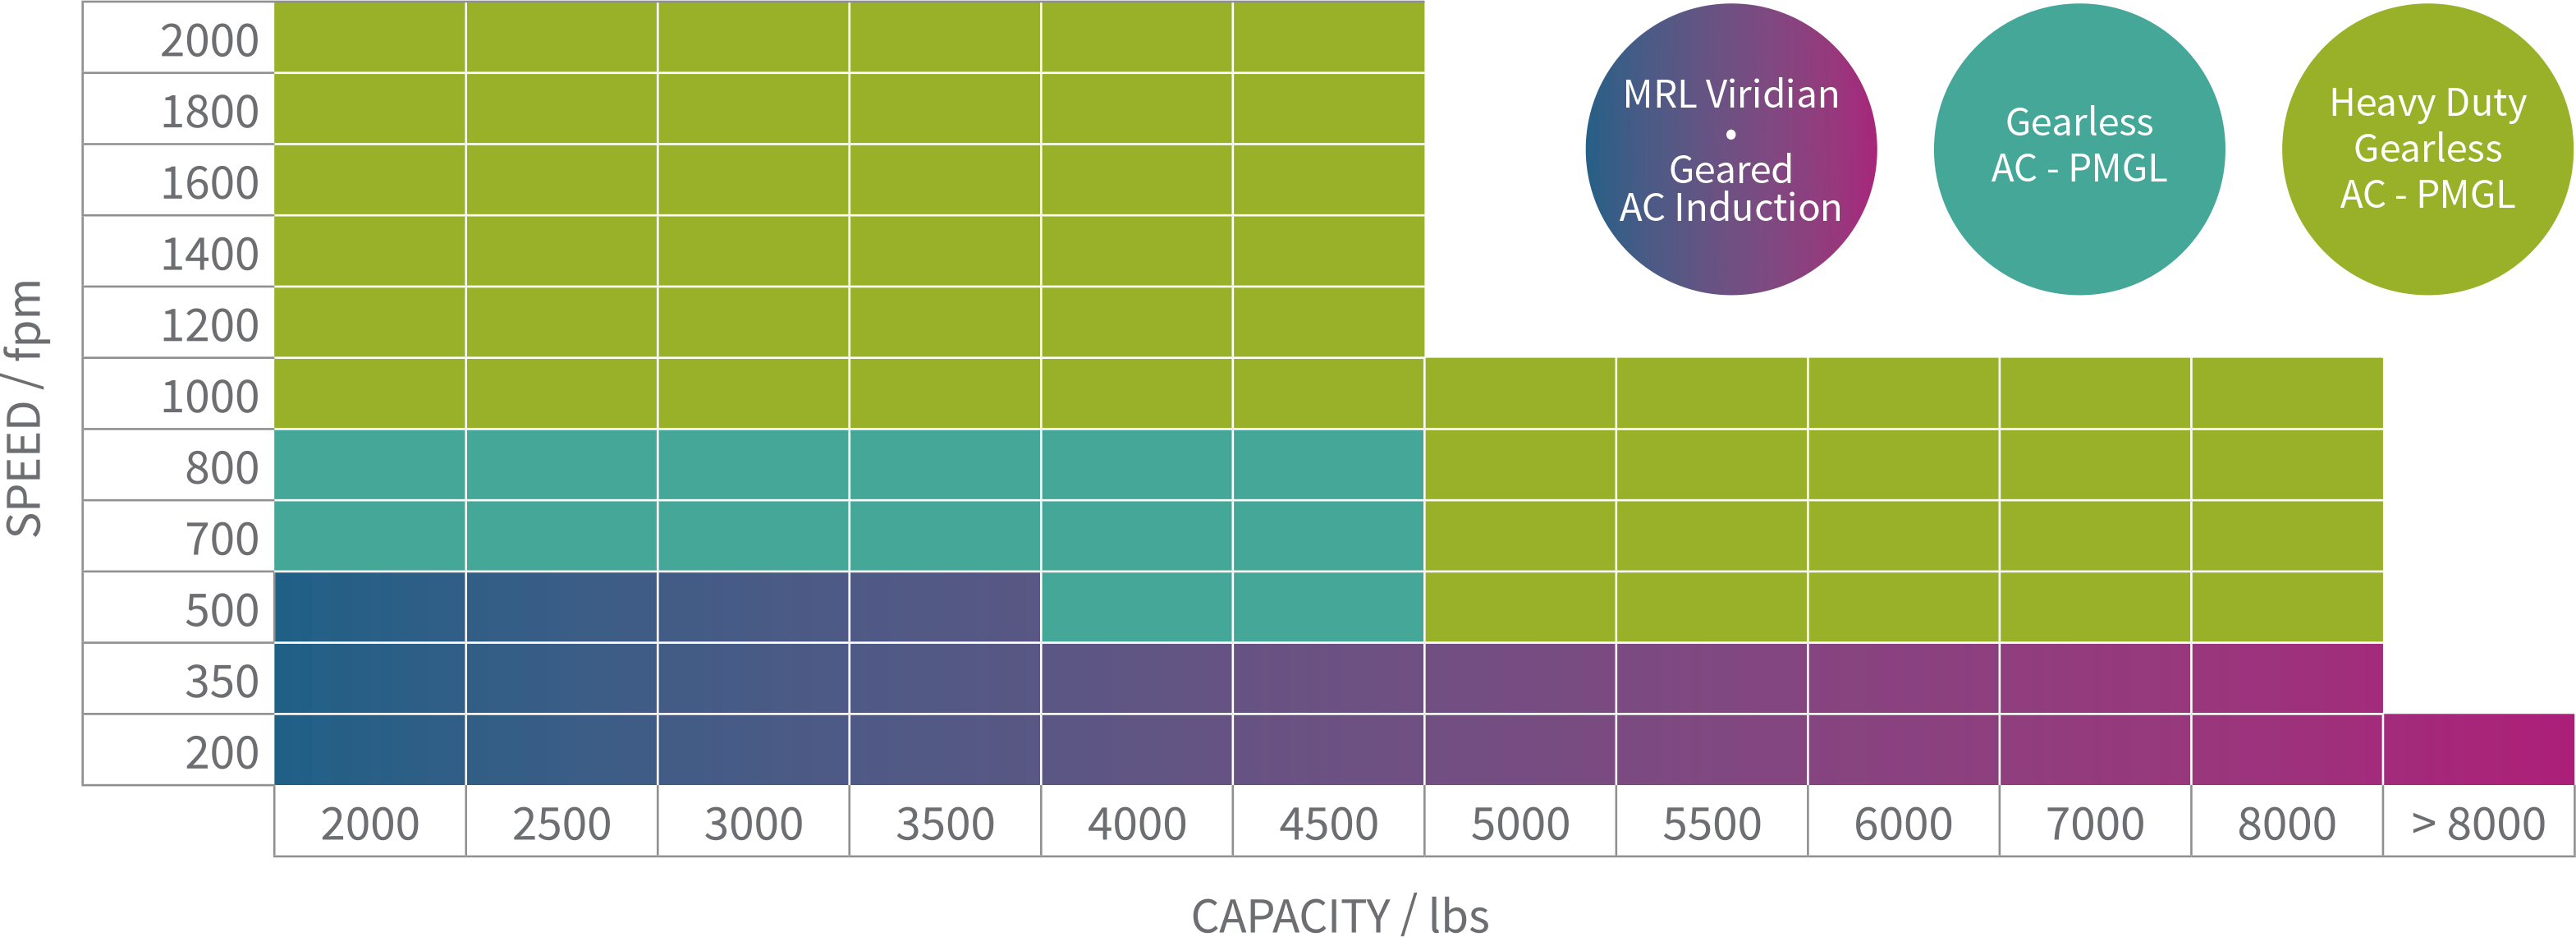 SPEED / fpm
2000
1800
1600
1400
1200
1000
800
700
500
350
200
2000 2500 3000 3500 4000 4500 5000 5500 6000 7000 8000 > 8000
CAPACITY / lbs
MRL Viridian
•
Geared
AC Induction
Gearless
AC - PMGL
Heavy Duty
Gearless
AC - PMGL